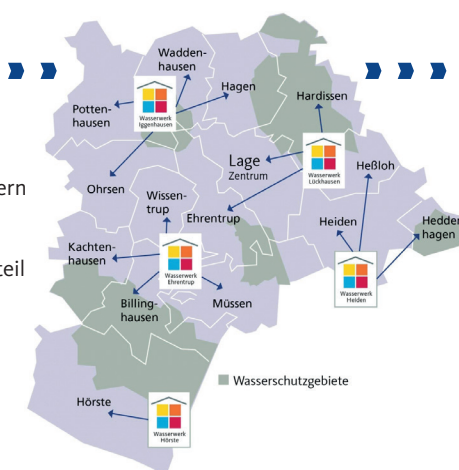 Wadden-
hausen
Hagen
Potten-
hausen
Wasserwerk
Iggenhausen
Hardissen
Lage
Zentrum
Wasserwerk
Lückhausen
Heßloh
ern
Ohrsen
Wissen-
trup
Ehrentrup
Heiden
Hedder
hagen
Kachten-
hausen
teil
Wasserwerk
Ehrentrup
Wasserwerk
Heiden
Billing-
hausen
Müssen
Wasserschutzgebiete
Hörste
Wasserwerk
Hörste